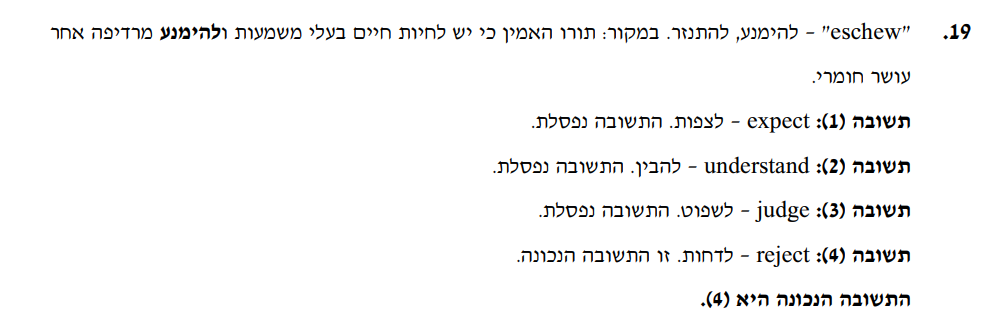 19. "eschew" – להימנע, להתנזר. במקור: תורו האמין כי יש לחיות חיים בעלי משמעות ולהימנע מרדיפה אחר
עושר חומרי.
תשובה (1): expect – לצפות. התשובה נפסלת.
תשובה (2): understand – להבין. התשובה נפסלת.
תשובה (3): judge – לשפוט. התשובה נפסלת.
תשובה (4): reject – לדחות. זו התשובה הנכונה.
התשובה הנכונה היא (4).